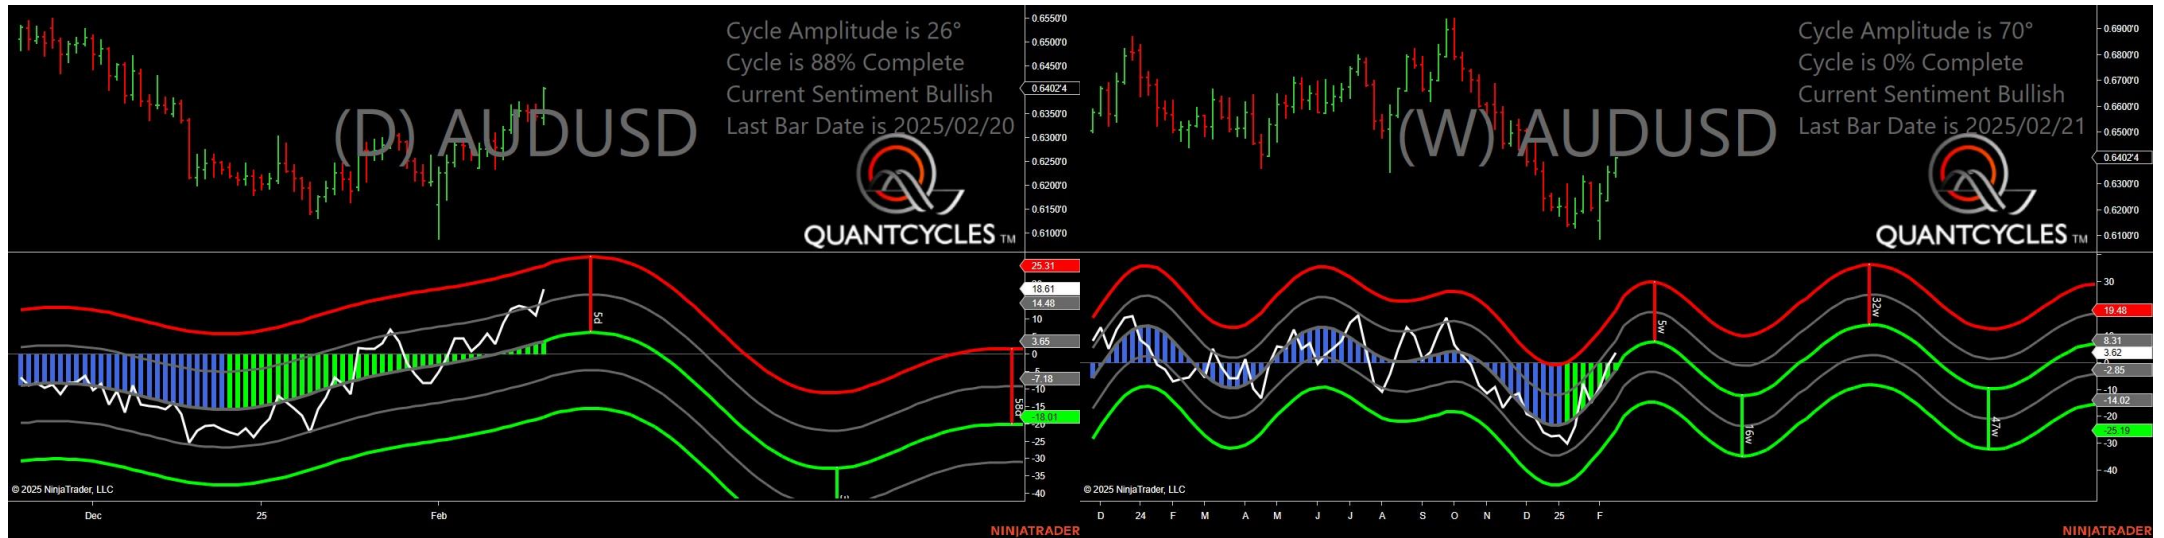 Cycle Amplitude is 26°
Cycle is 88% Complete
Current Sentiment Bullish
Last Bar Date is 2025/02/20
(D) AUDUSD
QUANTCYCLES TM
0.6550'0
0.6500'0
0.6450'0
0.6402'4
0.6350'0
0.6300'0
0.6250'0
0.6200'0
0.6150'0
0.6100'0
25.31
18.61
14.48
10
5
3.65
0
-5
-7.18
-10
-15
-18.01
-20
-25
-30
-35
-40
5d
58d
© 2025 NinjaTrader, LLC
Dec 25 Feb
NINJATRADER
Cycle Amplitude is 70°
Cycle is 0% Complete
Current Sentiment Bullish
Last Bar Date is 2025/02/21
(W) AUDUSD
QUANTCYCLES TM
0.6900'0
0.6800'0
0.6700'0
0.6600'0
0.6500'0
0.6402'4
0.6300'0
0.6200'0
0.6100'0
30
19.48
8.31
3.62
0
-2.85
-10
-14.02
-20
-25.19
-30
-40
5w
16w
32w
47w
© 2025 NinjaTrader, LLC
D 24 F M A M J J A S O N D 25 F
NINJATRADER